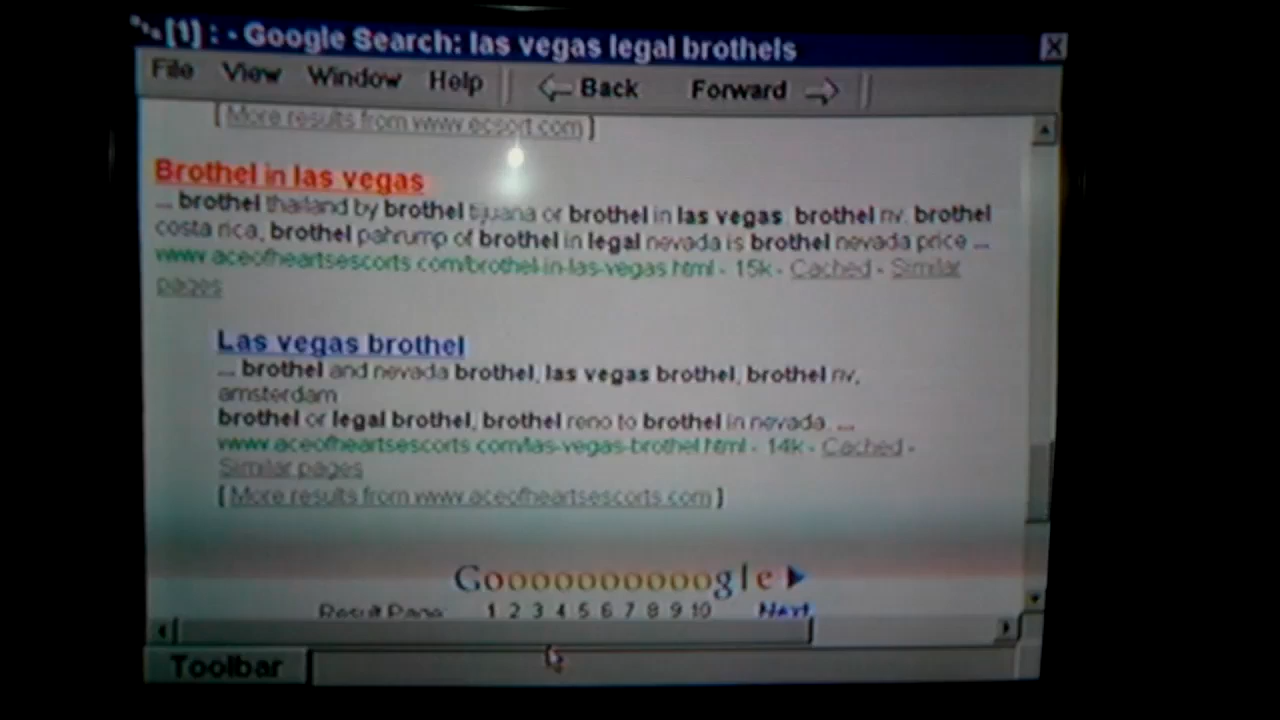 [1] : - Google Search: las vegas legal brothels
File View Window Help Back Forward
[ More results from www.ecsort.com ]
Brothel in las vegas
... brothel thailand by brothel tijuana or brothel in las vegas, brothel nv, brothel
costa rica, brothel pahrump of brothel in legal nevada is brothel nevada price ...
www.aceofheartsescorts.com/brothel-in-las-vegas.html - 15k - Cached - Similar
pages
Las vegas brothel
... brothel and nevada brothel, las vegas brothel, brothel nv,
amsterdam
brothel or legal brothel, brothel reno to brothel in nevada. ...
www.aceofheartsescorts.com/las-vegas-brothel.html - 14k - Cached -
Similar pages
[ More results from www.aceofheartsescorts.com ]
Goooooooooogle
Result Page: 1 2 3 4 5 6 7 8 9 10 Next
Toolbar